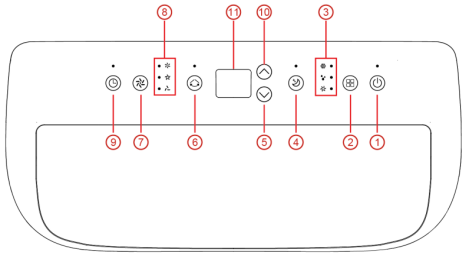 ⑧ ⑪ ⑩ ③
⑨ ⑦ ⑥ ⑤ ④ ② ①